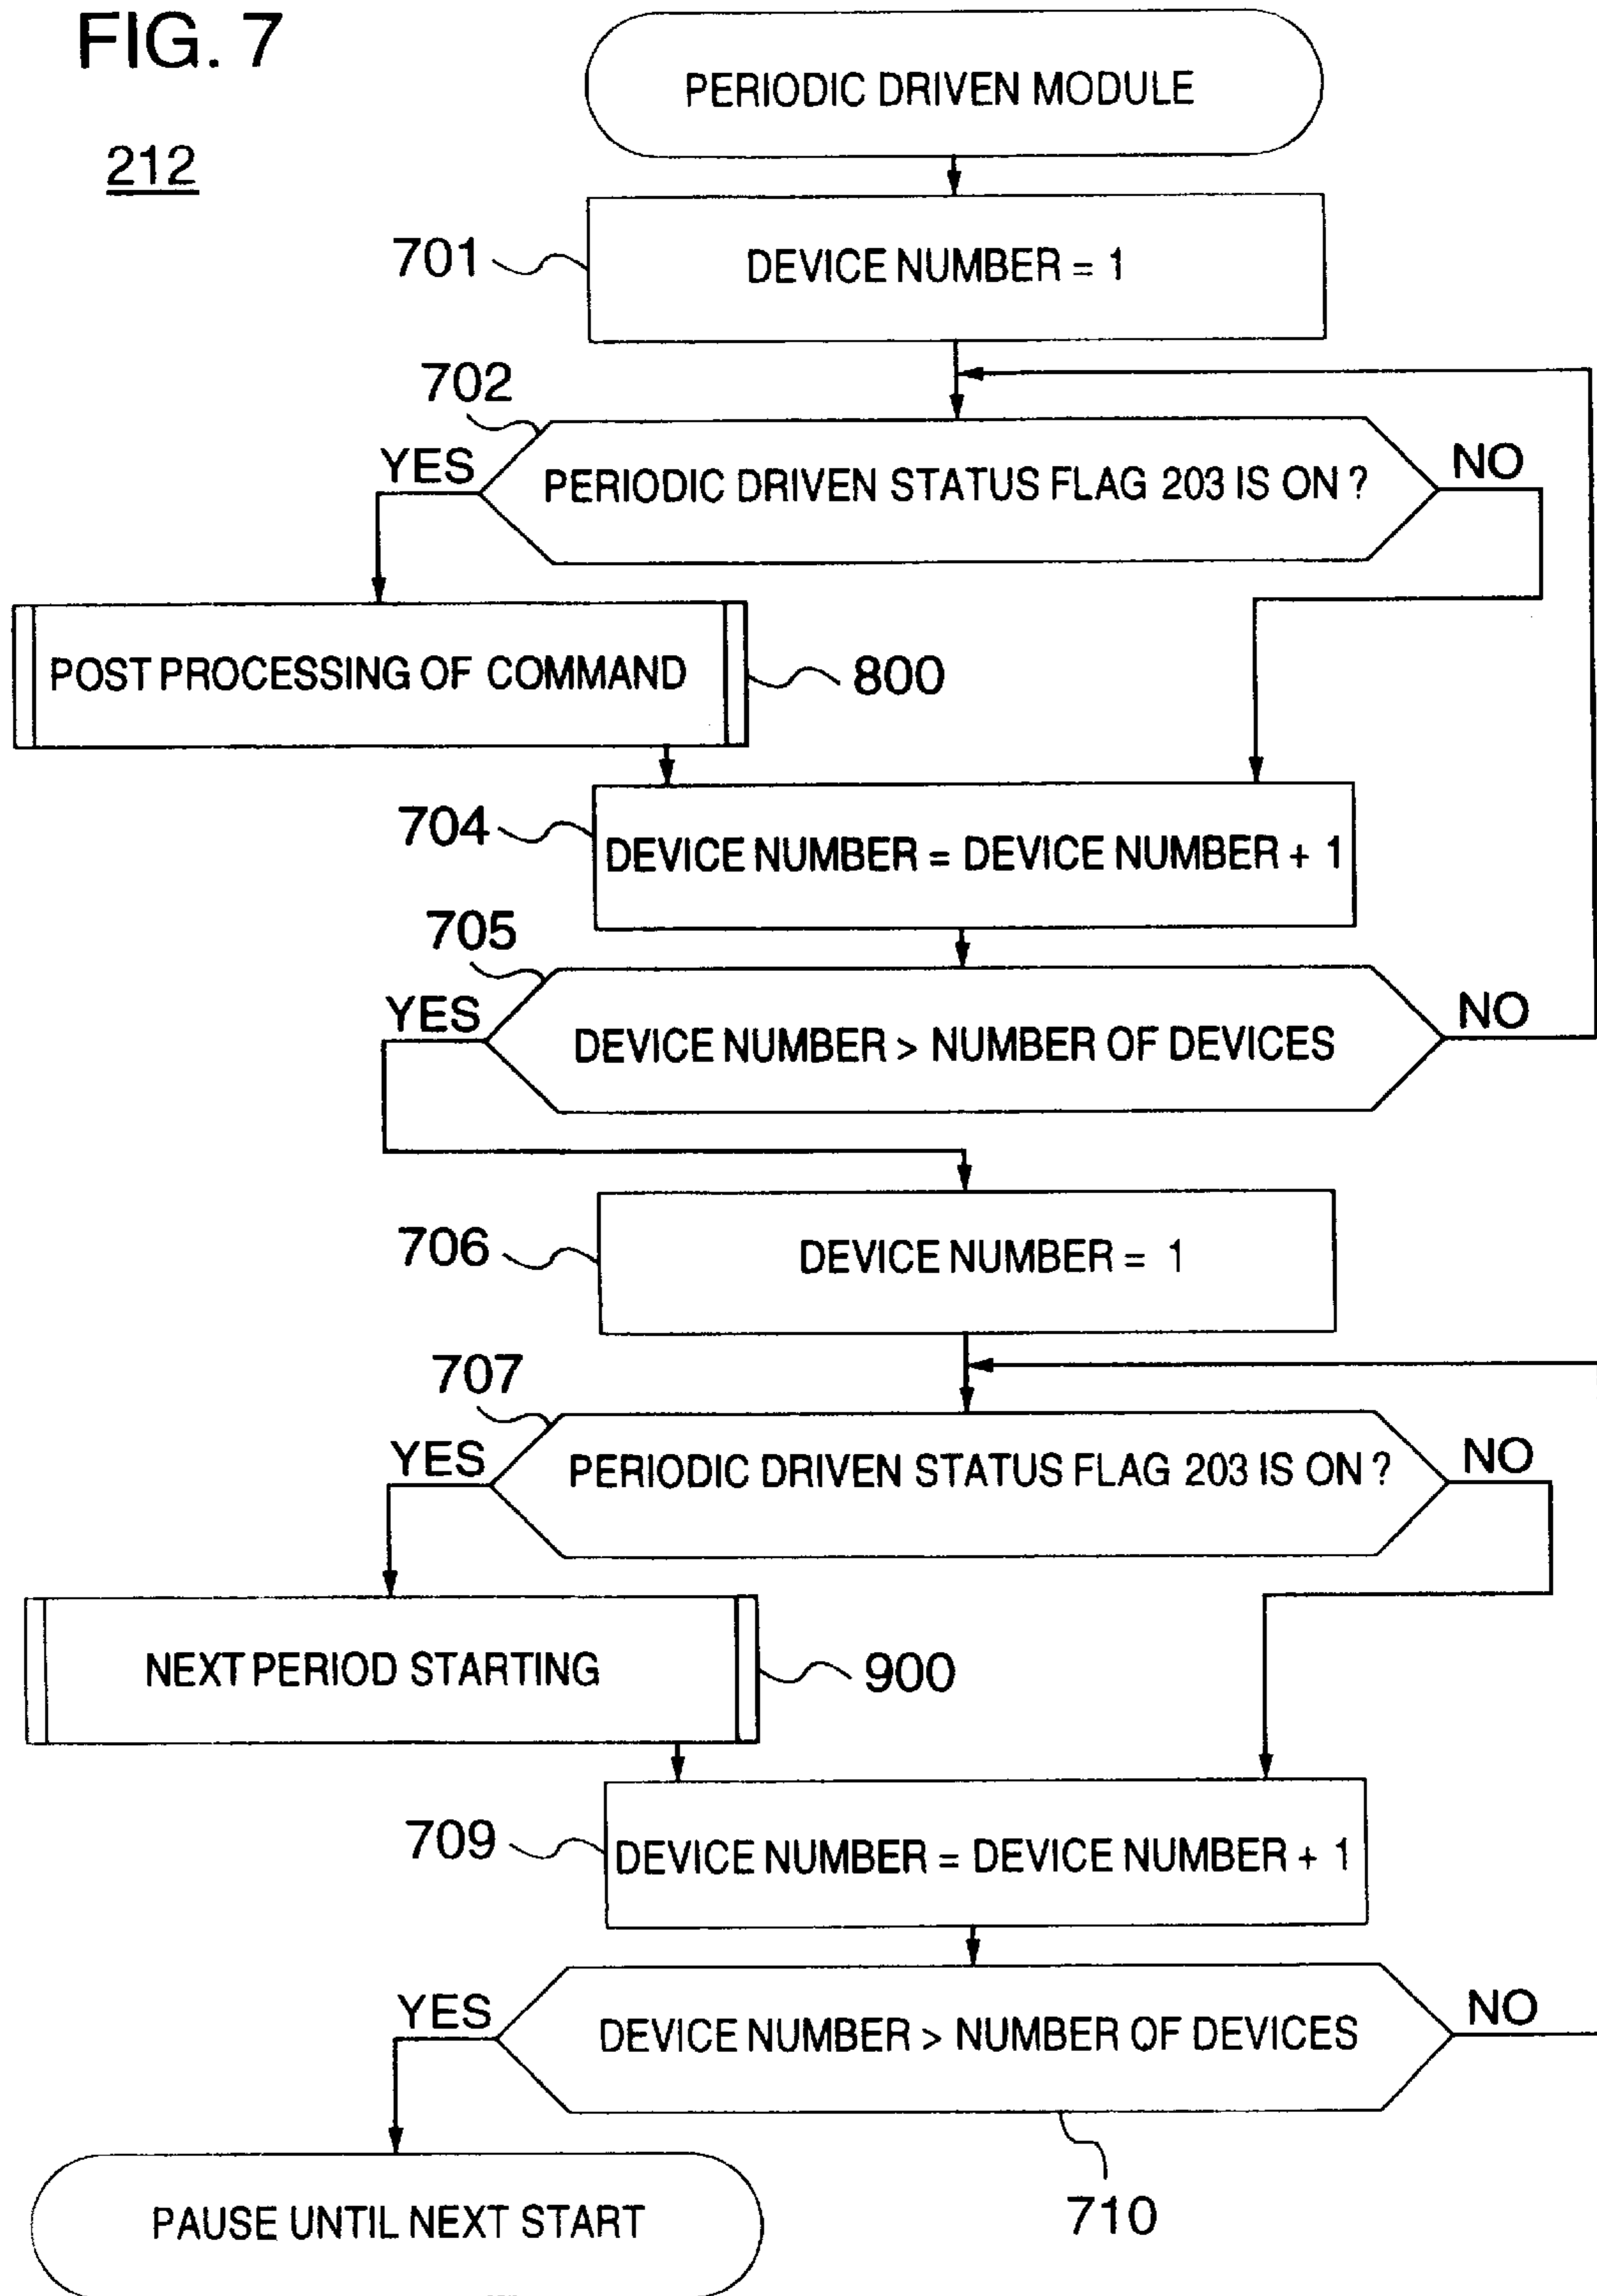 FIG. 7
212
PERIODIC DRIVEN MODULE
701
DEVICE NUMBER = 1
702
YES
PERIODIC DRIVEN STATUS FLAG 203 IS ON ?
NO
POST PROCESSING OF COMMAND
800
704
DEVICE NUMBER = DEVICE NUMBER + 1
705
YES
DEVICE NUMBER > NUMBER OF DEVICES
NO
706
DEVICE NUMBER = 1
707
YES
PERIODIC DRIVEN STATUS FLAG 203 IS ON ?
NO
NEXT PERIOD STARTING
900
709
DEVICE NUMBER = DEVICE NUMBER + 1
YES
DEVICE NUMBER > NUMBER OF DEVICES
NO
710
PAUSE UNTIL NEXT START